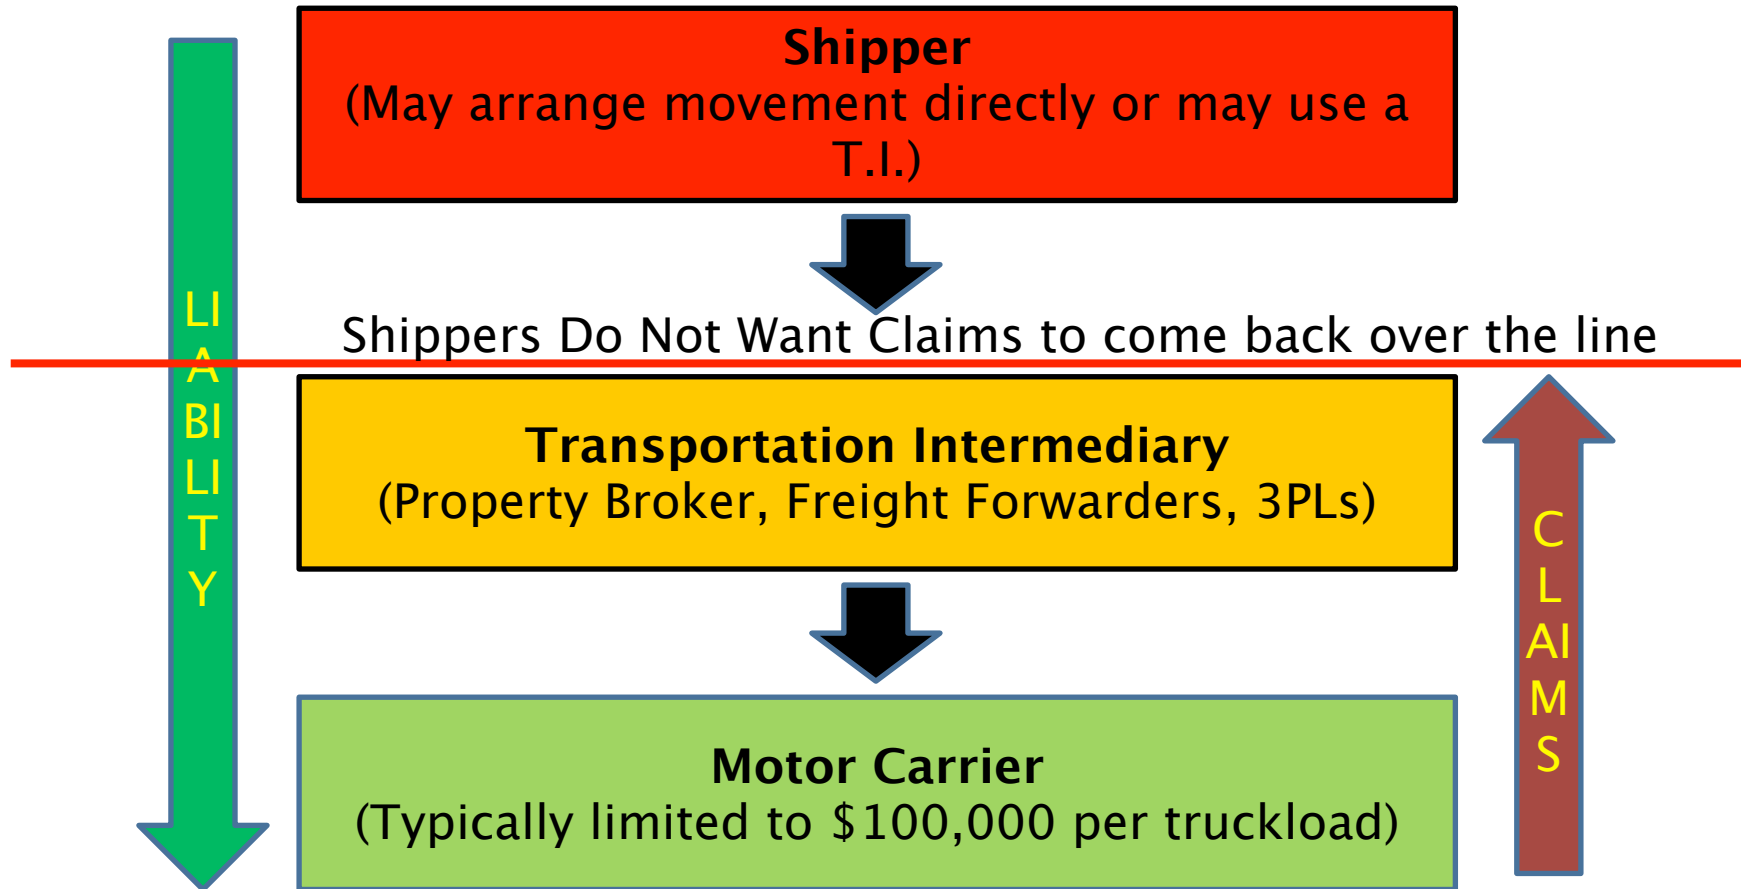 Shipper
(May arrange movement directly or may use a
T.I.)
Shippers Do Not Want Claims to come back over the line
LI
A
BI
LI
T
Y
Transportation Intermediary
(Property Broker, Freight Forwarders, 3PLs)
C
L
AI
M
S
Motor Carrier
(Typically limited to $100,000 per truckload)